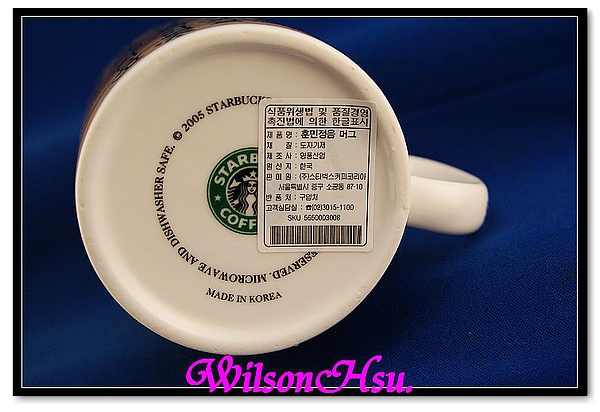 © 2005 STARBUCKS
RESERVED. MICROWAVE AND DISHWASHER SAFE.
MADE IN KOREA
STARB
COFF
식품위생법 및 품질경영
촉진법에 의한 한글표시
제 품 명 : 훈민정음 머그
재 질 : 도자기제
제 조 사 : 양품산업
원 산 지 : 한국
판 매 원 : (주)스타벅스커피코리아
서울특별시 중구 소공동 87-10
반 품 처 : 구입처
고객상담실 : ☎(02)3015-1100
SKU 5650003008
WilsonHsu.